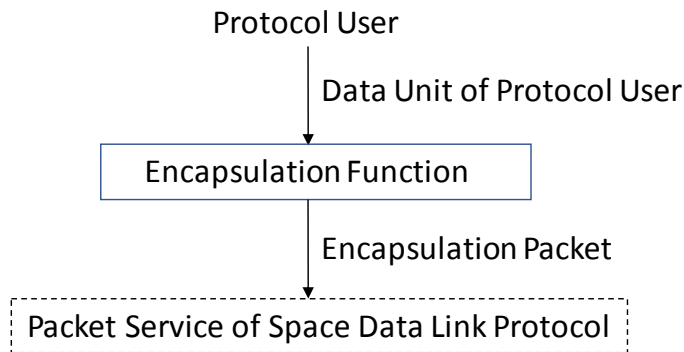 Protocol User
Data Unit of Protocol User
Encapsulation Function
Encapsulation Packet
Packet Service of Space Data Link Protocol